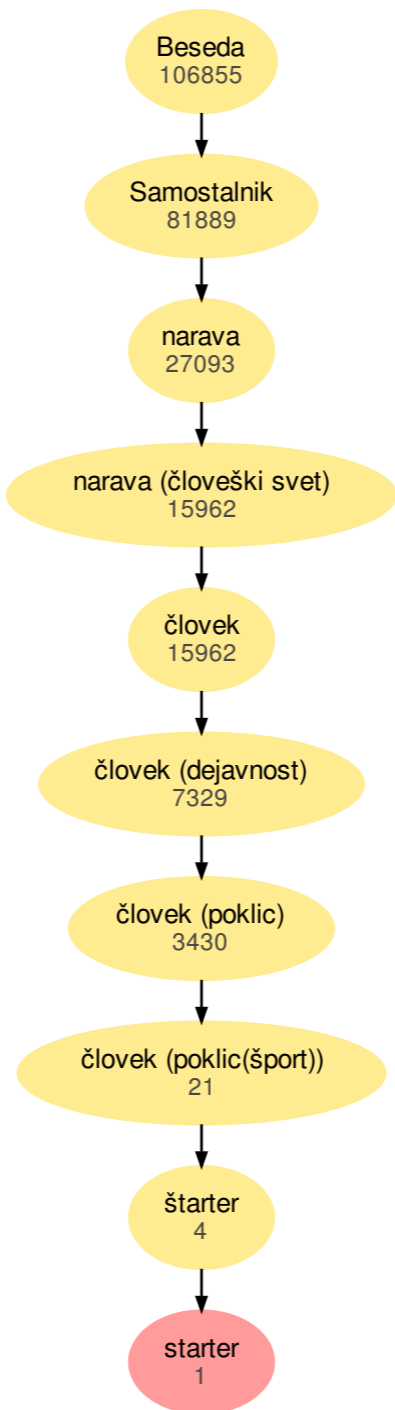 Beseda
106855
Samostalnik
81889
narava
27093
narava (človeški svet)
15962
človek
15962
človek (dejavnost)
7329
človek (poklic)
3430
človek (poklic(šport))
21
štarter
4
starter
1